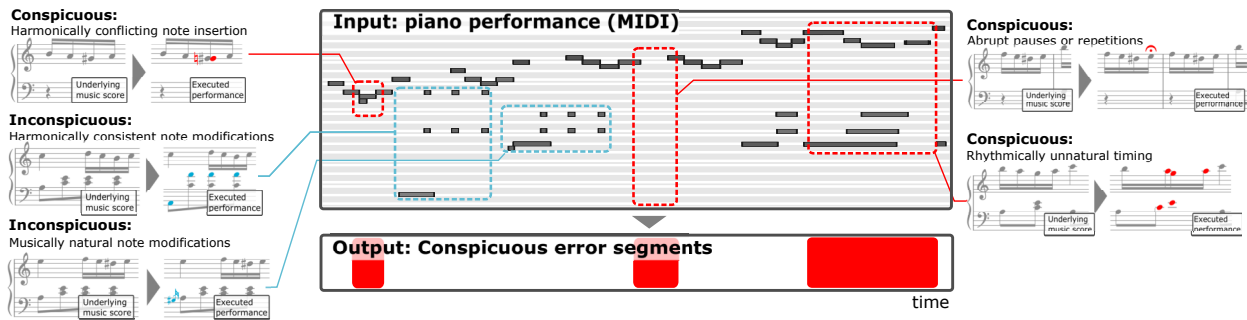 Conspicuous:
Harmonically conflicting note insertion
Underlying
music score
Executed
performance
Inconspicuous:
Harmonically consistent note modifications
Underlying
music score
Executed
performance
Inconspicuous:
Musically natural note modifications
Underlying
music score
Executed
performance
Input: piano performance (MIDI)
Output: Conspicuous error segments
time
Conspicuous:
Abrupt pauses or repetitions
Underlying
music score
Executed
performance
Conspicuous:
Rhythmically unnatural timing
Underlying
music score
Executed
performance